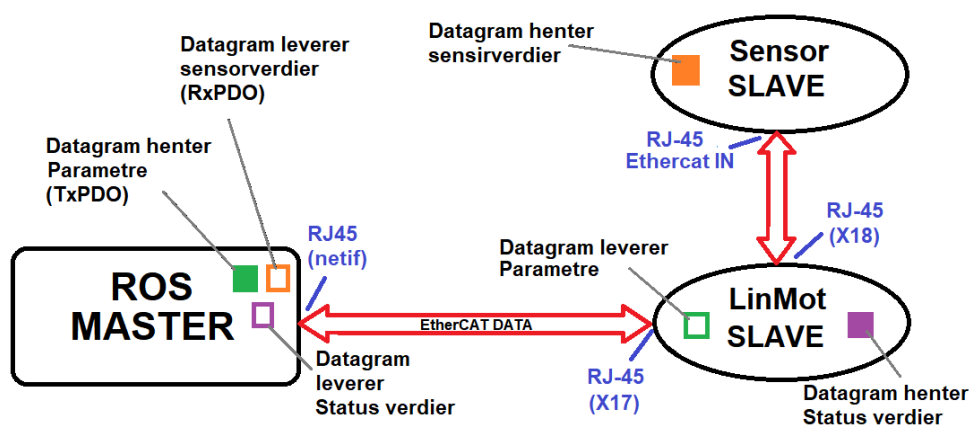 Datagram leverer
sensorverdier
(RxPDO)
Datagram henter
sensirverdier
Sensor
SLAVE
Datagram henter
Parametre
(TxPDO)
RJ-45
Ethercat IN
RJ-45
(X18)
RJ45
(netif)
Datagram leverer
Parametre
ROS
MASTER
EtherCAT DATA
LinMot
SLAVE
Datagram
leverer
Status verdier
RJ-45
(X17)
Datagram henter
Status verdier